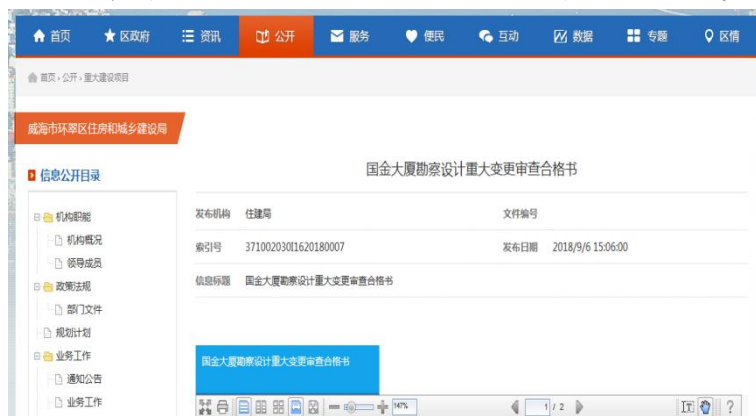 首页 区政府 资讯 公开 服务 便民 互动 数据 专题 区情
首页 › 公开 › 重大建设项目
威海市环翠区住房和城乡建设局
信息公开目录
国金大厦勘察设计重大变更审查合格书
机构职能
机构概况
领导成员
政策法规
部门文件
规划计划
业务工作
通知公告
业务工作
发布机构 住建局 文件编号
索引号 371002030I1620180007 发布日期 2018/9/6 15:06:00
信息标题 国金大厦勘察设计重大变更审查合格书
国金大厦勘察设计重大变更审查合格书
147% 1 / 2